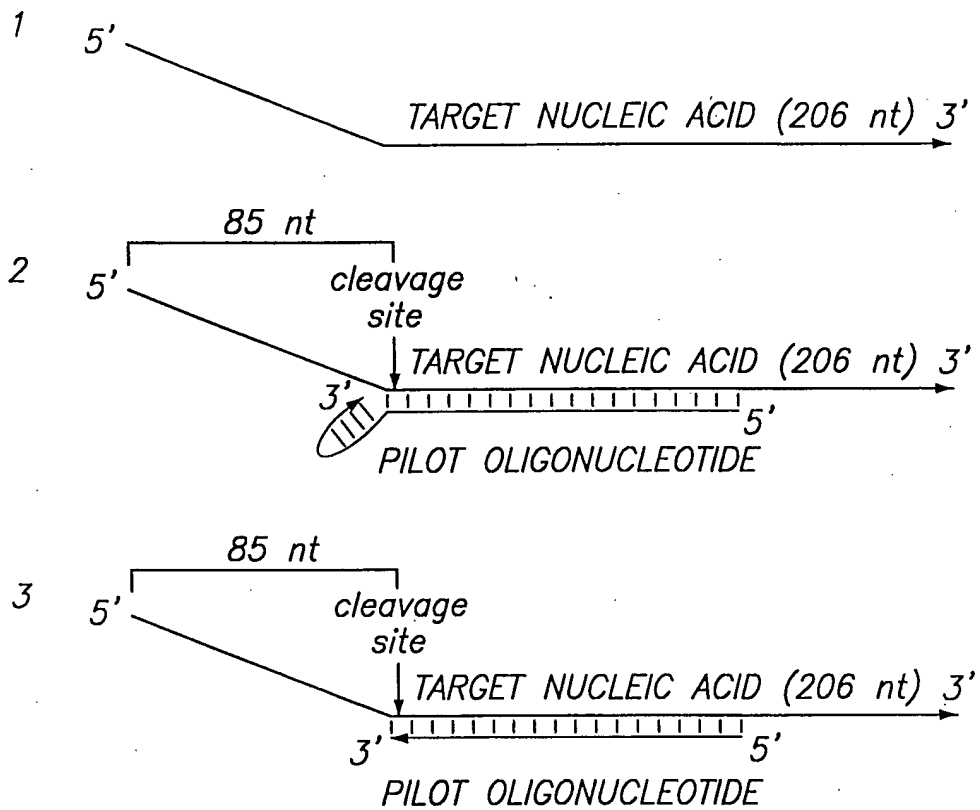 1
5'
TARGET NUCLEIC ACID (206 nt) 3'
85 nt
2
5'
cleavage
site
TARGET NUCLEIC ACID (206 nt) 3'
3'
5'
PILOT OLIGONUCLEOTIDE
85 nt
3
5'
cleavage
site
TARGET NUCLEIC ACID (206 nt) 3'
3'
5'
PILOT OLIGONUCLEOTIDE